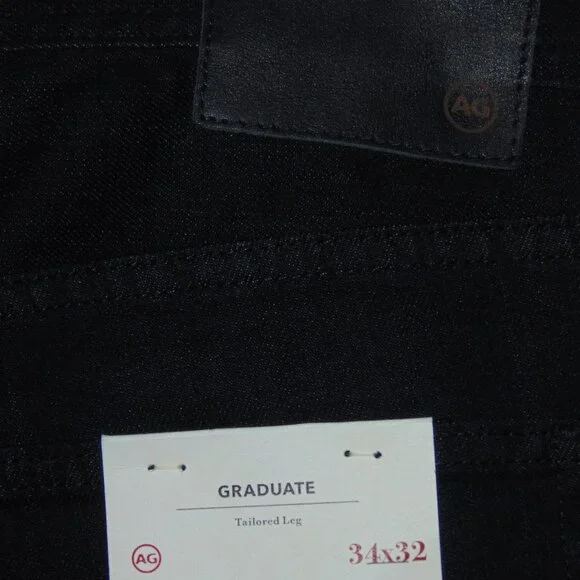 AG
GRADUATE
Tailored Leg
AG 34x32